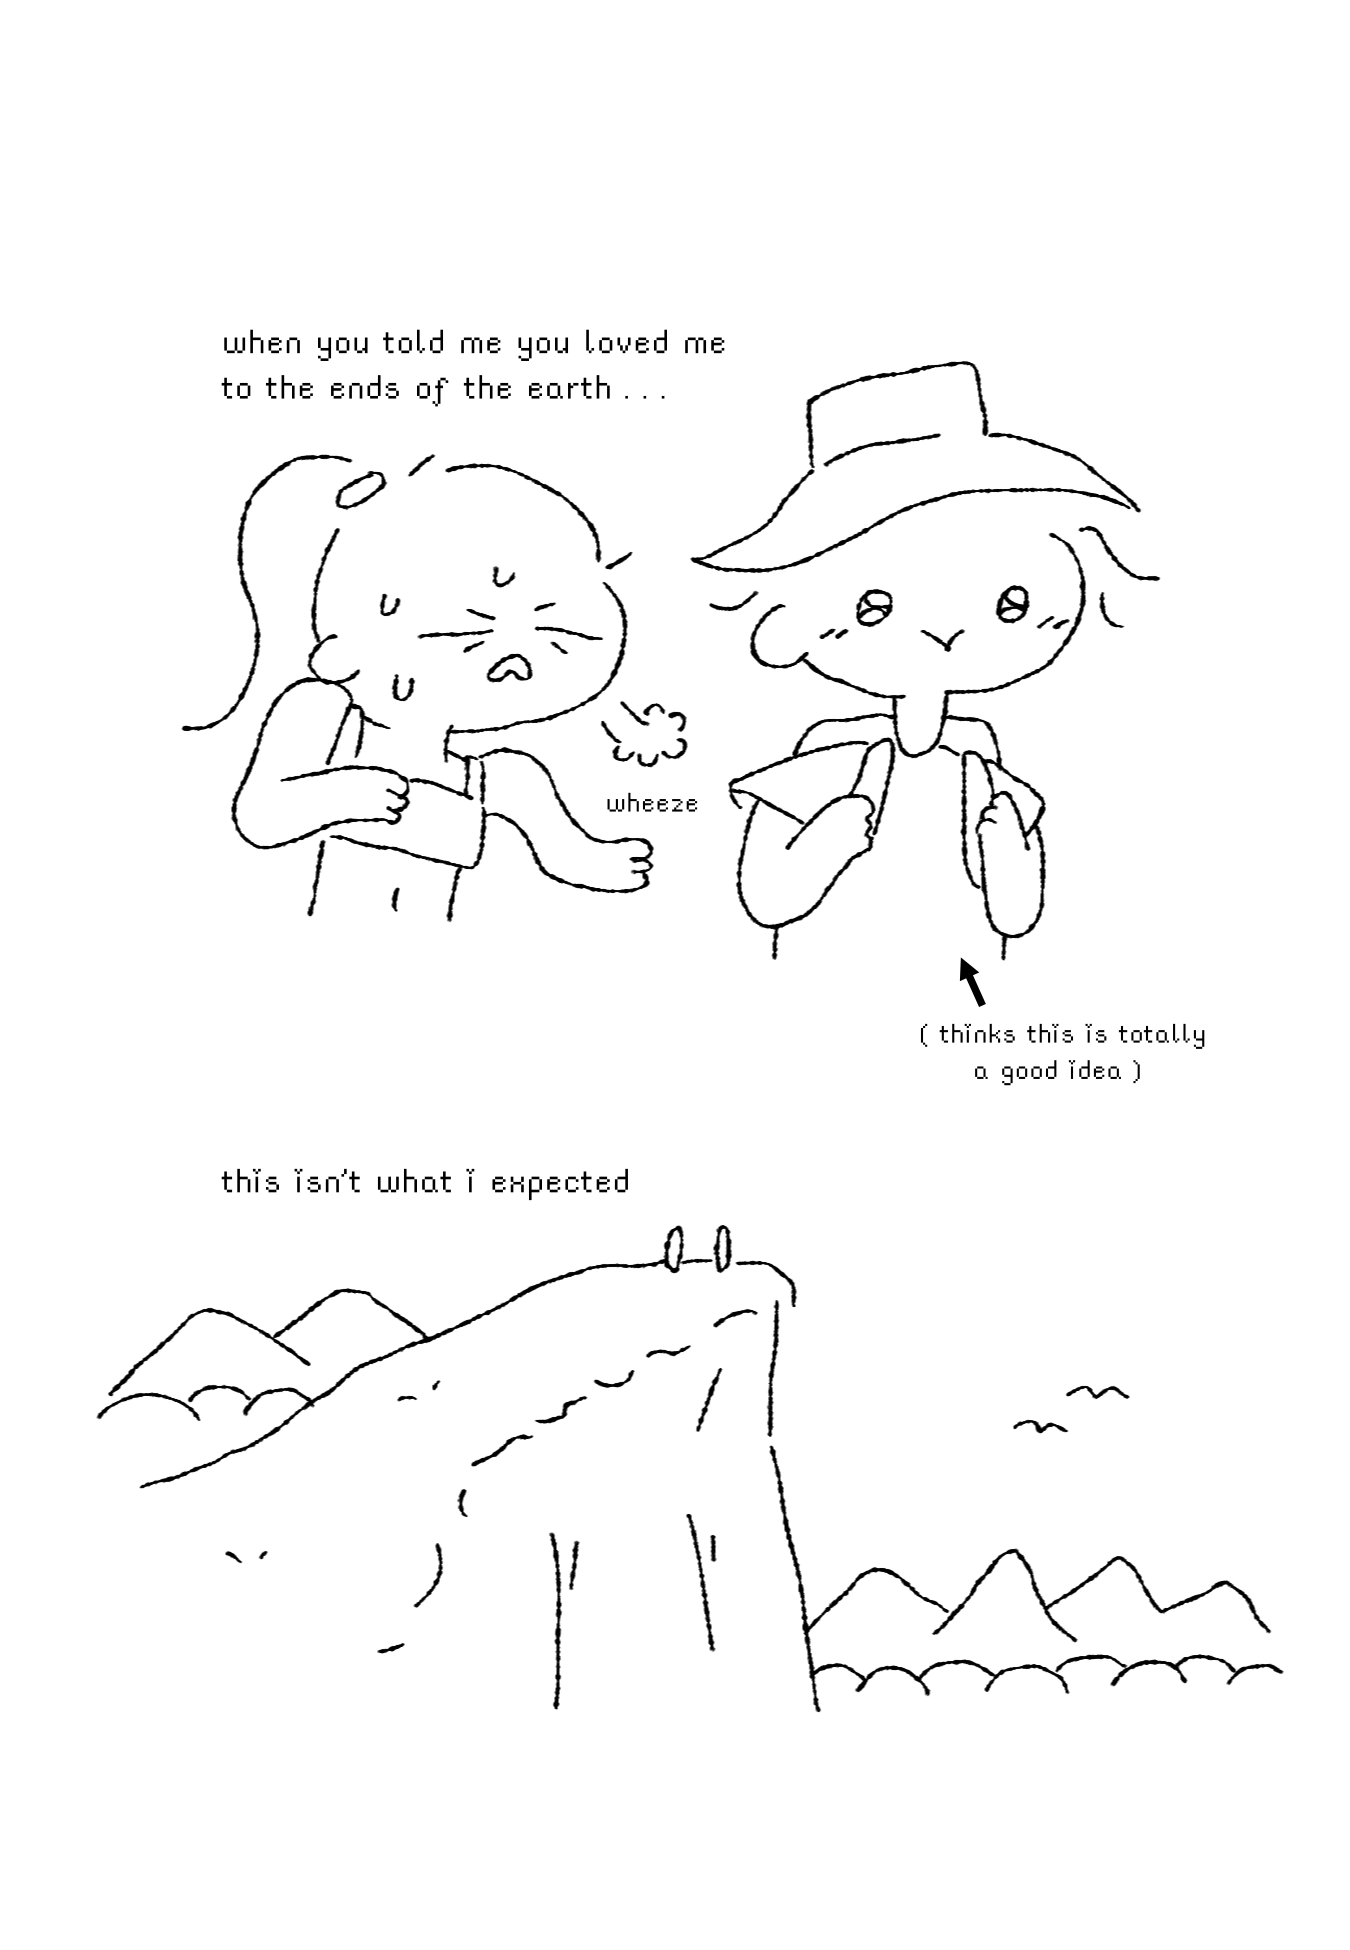 when you told me you loved me
to the ends of the earth ...
wheeze
( thinks this is totally
a good idea )
this isn't what i expected